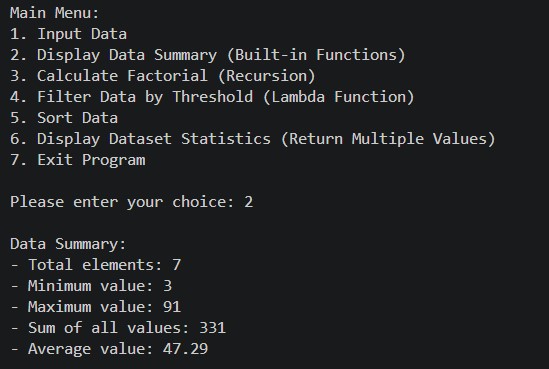 Main Menu:
1. Input Data
2. Display Data Summary (Built-in Functions)
3. Calculate Factorial (Recursion)
4. Filter Data by Threshold (Lambda Function)
5. Sort Data
6. Display Dataset Statistics (Return Multiple Values)
7. Exit Program
Please enter your choice: 2
Data Summary:
- Total elements: 7
- Minimum value: 3
- Maximum value: 91
- Sum of all values: 331
- Average value: 47.29